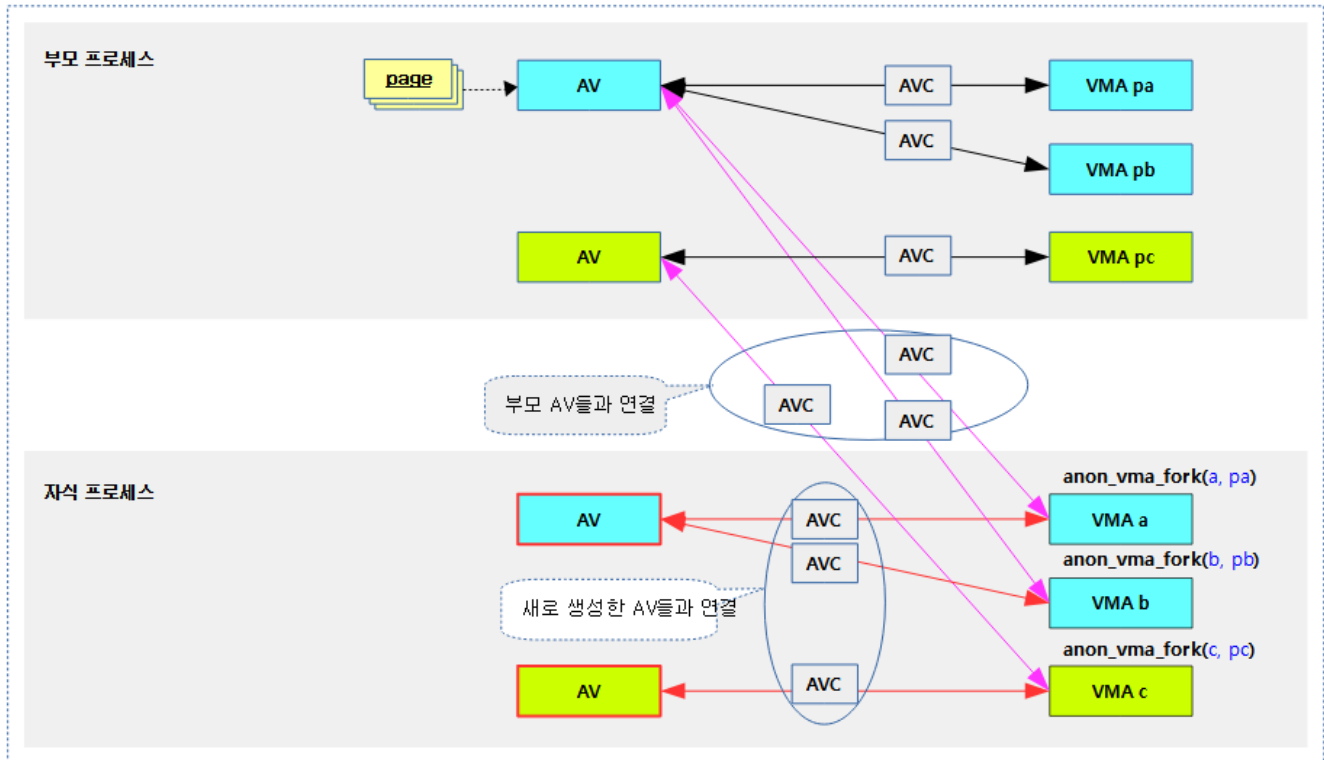 부모 프로세스
page
AV
AVC
VMA pa
AVC
VMA pb
AV
AVC
VMA pc
AVC
부모 AV들과 연결
AVC
AVC
자식 프로세스
anon_vma_fork(a, pa)
AV
AVC
VMA a
AVC
anon_vma_fork(b, pb)
새로 생성한 AV들과 연결
VMA b
anon_vma_fork(c, pc)
AV
AVC
VMA c